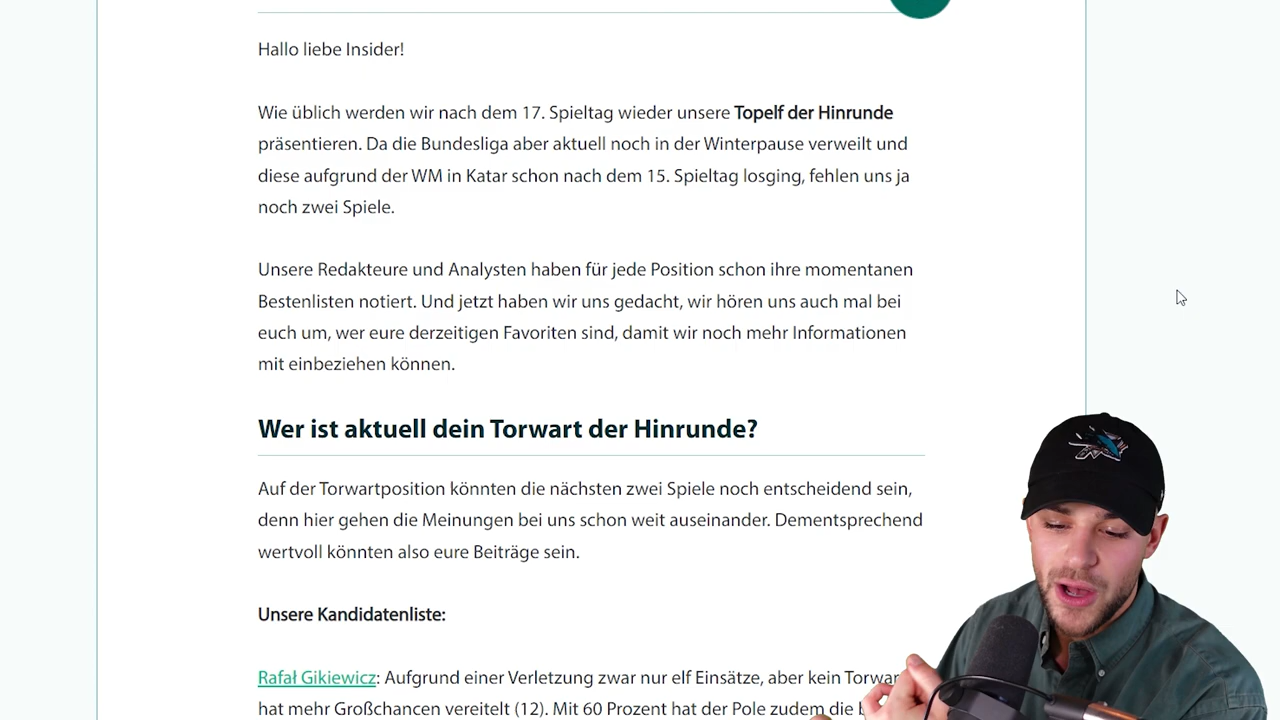 Hallo liebe Insider!
Wie üblich werden wir nach dem 17. Spieltag wieder unsere Topelf der Hinrunde
präsentieren. Da die Bundesliga aber aktuell noch in der Winterpause verweilt und
diese aufgrund der WM in Katar schon nach dem 15. Spieltag losging, fehlen uns ja
noch zwei Spiele.
Unsere Redakteure und Analysten haben für jede Position schon ihre momentanen
Bestenlisten notiert. Und jetzt haben wir uns gedacht, wir hören uns auch mal bei
euch um, wer eure derzeitigen Favoriten sind, damit wir noch mehr Informationen
mit einbeziehen können.
Wer ist aktuell dein Torwart der Hinrunde?
Auf der Torwartposition könnten die nächsten zwei Spiele noch entscheidend sein,
denn hier gehen die Meinungen bei uns schon weit auseinander. Dementsprechend
wertvoll könnten also eure Beiträge sein.
Unsere Kandidatenliste:
Rafał Gikiewicz: Aufgrund einer Verletzung zwar nur elf Einsätze, aber kein Torwar
hat mehr Großchancen vereitelt (12). Mit 60 Prozent hat der Pole zudem die